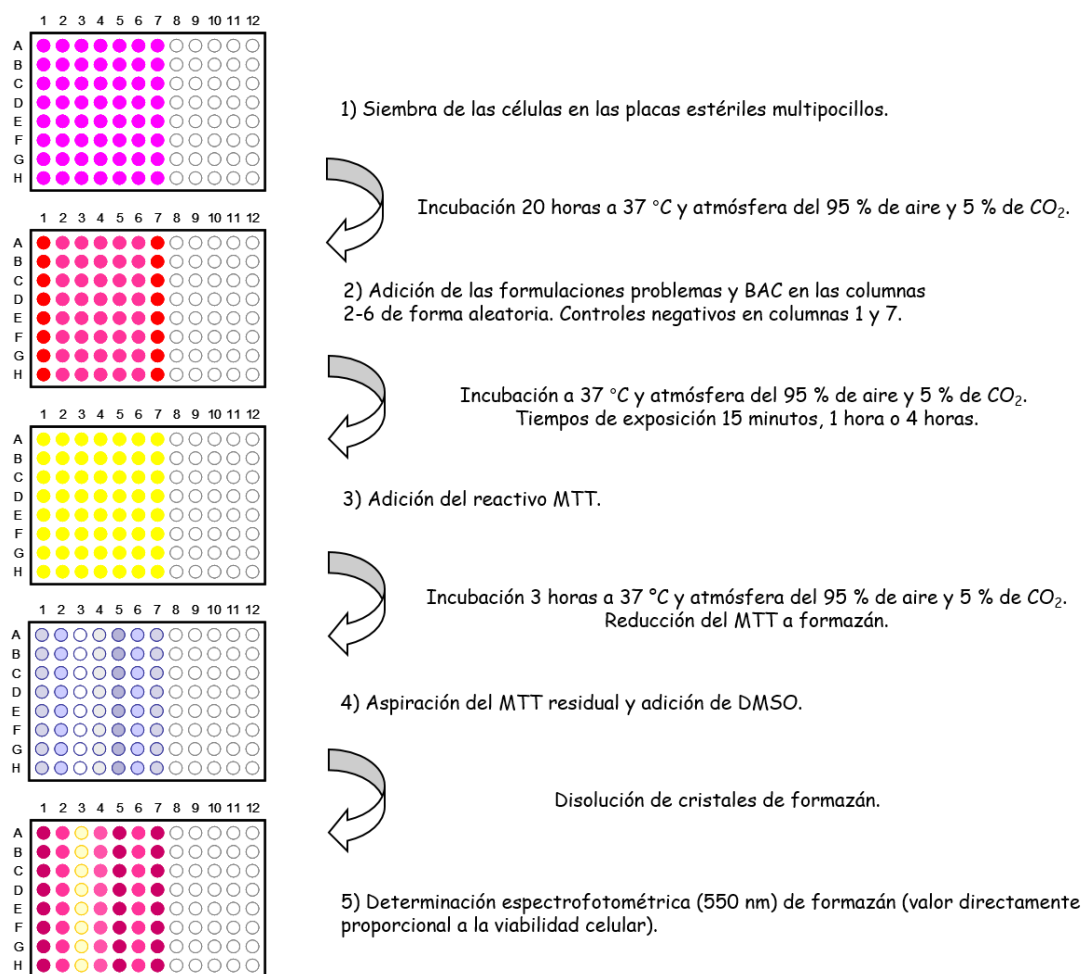 1 2 3 4 5 6 7 8 9 10 11 12
A
B
C
D
E
F
G
H
1) Siembra de las células en las placas estériles multipocillos.
Incubación 20 horas a 37 °C y atmósfera del 95 % de aire y 5 % de CO₂.
1 2 3 4 5 6 7 8 9 10 11 12
A
B
C
D
E
F
G
H
2) Adición de las formulaciones problemas y BAC en las columnas
2-6 de forma aleatoria. Controles negativos en columnas 1 y 7.
Incubación a 37 °C y atmósfera del 95 % de aire y 5 % de CO₂.
Tiempos de exposición 15 minutos, 1 hora o 4 horas.
1 2 3 4 5 6 7 8 9 10 11 12
A
B
C
D
E
F
G
H
3) Adición del reactivo MTT.
Incubación 3 horas a 37 °C y atmósfera del 95 % de aire y 5 % de CO₂.
Reducción del MTT a formazán.
1 2 3 4 5 6 7 8 9 10 11 12
A
B
C
D
E
F
G
H
4) Aspiración del MTT residual y adición de DMSO.
Disolución de cristales de formazán.
1 2 3 4 5 6 7 8 9 10 11 12
A
B
C
D
E
F
G
H
5) Determinación espectrofotométrica (550 nm) de formazán (valor directamente
proporcional a la viabilidad celular).